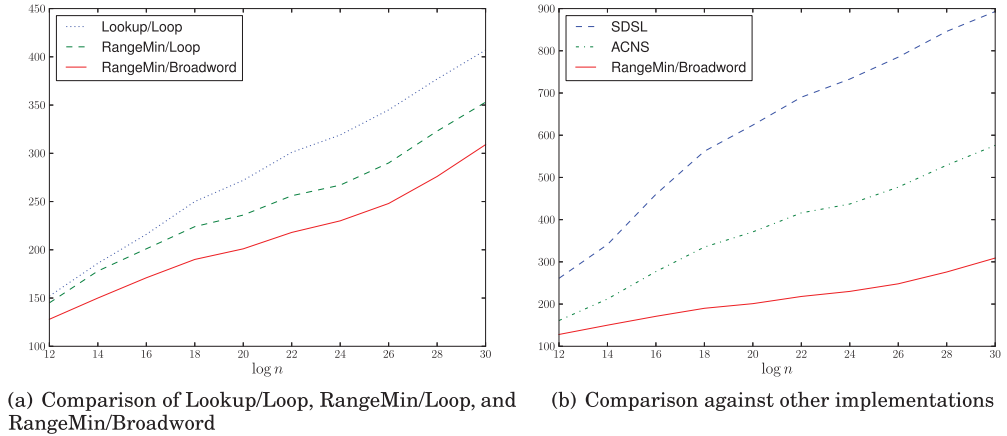 450
400
350
300
250
200
150
100
12 14 16 18 20 22 24 26 28 30
log n
Lookup/Loop
RangeMin/Loop
RangeMin/Broadword
(a) Comparison of Lookup/Loop, RangeMin/Loop, and
RangeMin/Broadword
900
800
700
600
500
400
300
200
100
12 14 16 18 20 22 24 26 28 30
log n
SDSL
ACNS
RangeMin/Broadword
(b) Comparison against other implementations